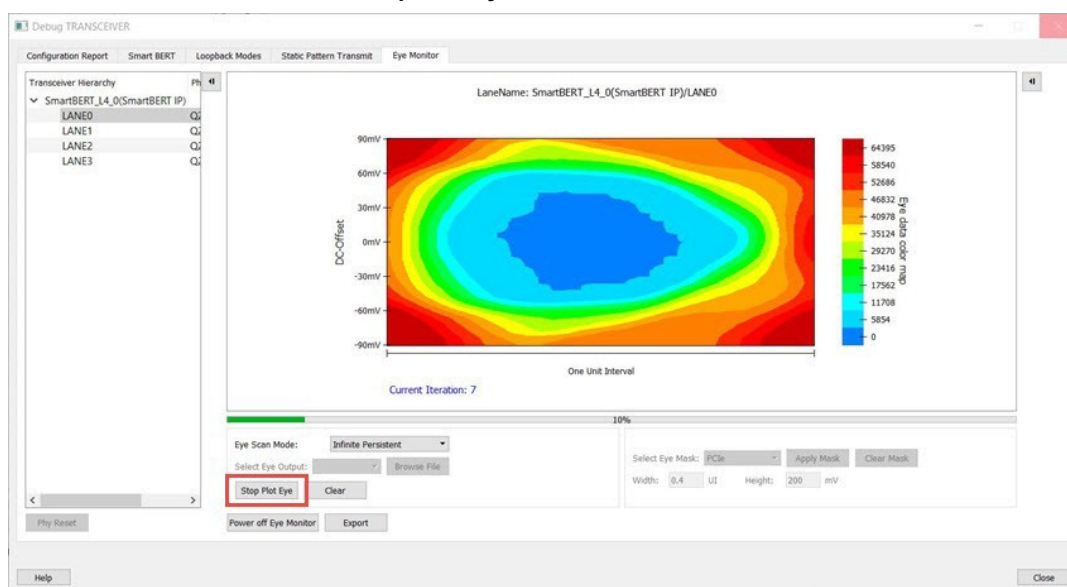 Debug TRANSCEIVER
Configuration Report Smart BERT Loopback Modes Static Pattern Transmit Eye Monitor
Transceiver Hierarchy Ph
SmartBERT_L4_0(SmartBERT IP)
LANE0 Q2
LANE1 Q2
LANE2 Q2
LANE3 Q2
LaneName: SmartBERT_L4_0(SmartBERT IP)/LANE0
90mV
60mV
30mV
0mV
-30mV
-60mV
-90mV
DC-Offset
64395
58540
52686
46832
40978
35124
29270
23416
17562
11708
5854
0
Eye data color map
One Unit Interval
Current Iteration: 7
10%
Eye Scan Mode: Infinite Persistent
Select Eye Output: Browse File
Stop Plot Eye Clear
Select Eye Mask: PCIe Apply Mask Clear Mask
Width: 0.4 UI Height: 200 mV
Phy Reset
Power off Eye Monitor Export
Help
Close